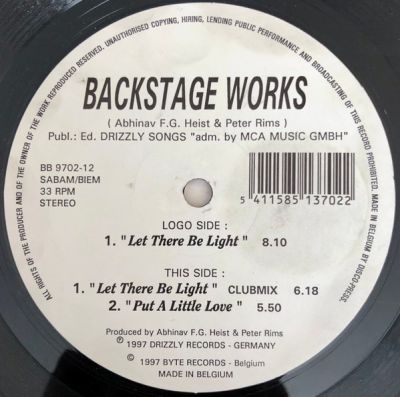 ALL RIGHTS OF THE PRODUCER AND OF THE OWNER OF THE WORK REPRODUCED RESERVED. UNAUTHORISED COPYING, HIRING, LENDING PUBLIC PERFORMANCE AND BROADCASTING OF THIS RECORD PROHIBITED. MADE IN BELGIUM BY DISCO-PRESS.
BACKSTAGE WORKS
( Abhinav F.G. Heist & Peter Rims )
Publ.: Ed. DRIZZLY SONGS "adm. by MCA MUSIC GMBH"
BB 9702-12
SABAM/BIEM
33 RPM
STEREO
5 411585 137022
LOGO SIDE :
1. "Let There Be Light" 8.10
THIS SIDE :
1. "Let There Be Light" CLUBMIX 6.18
2. "Put A Little Love" 5.50
Produced by Abhinav F.G. Heist & Peter Rims
℗ 1997 DRIZZLY RECORDS - GERMANY
© 1997 BYTE RECORDS - Belgium
MADE IN BELGIUM